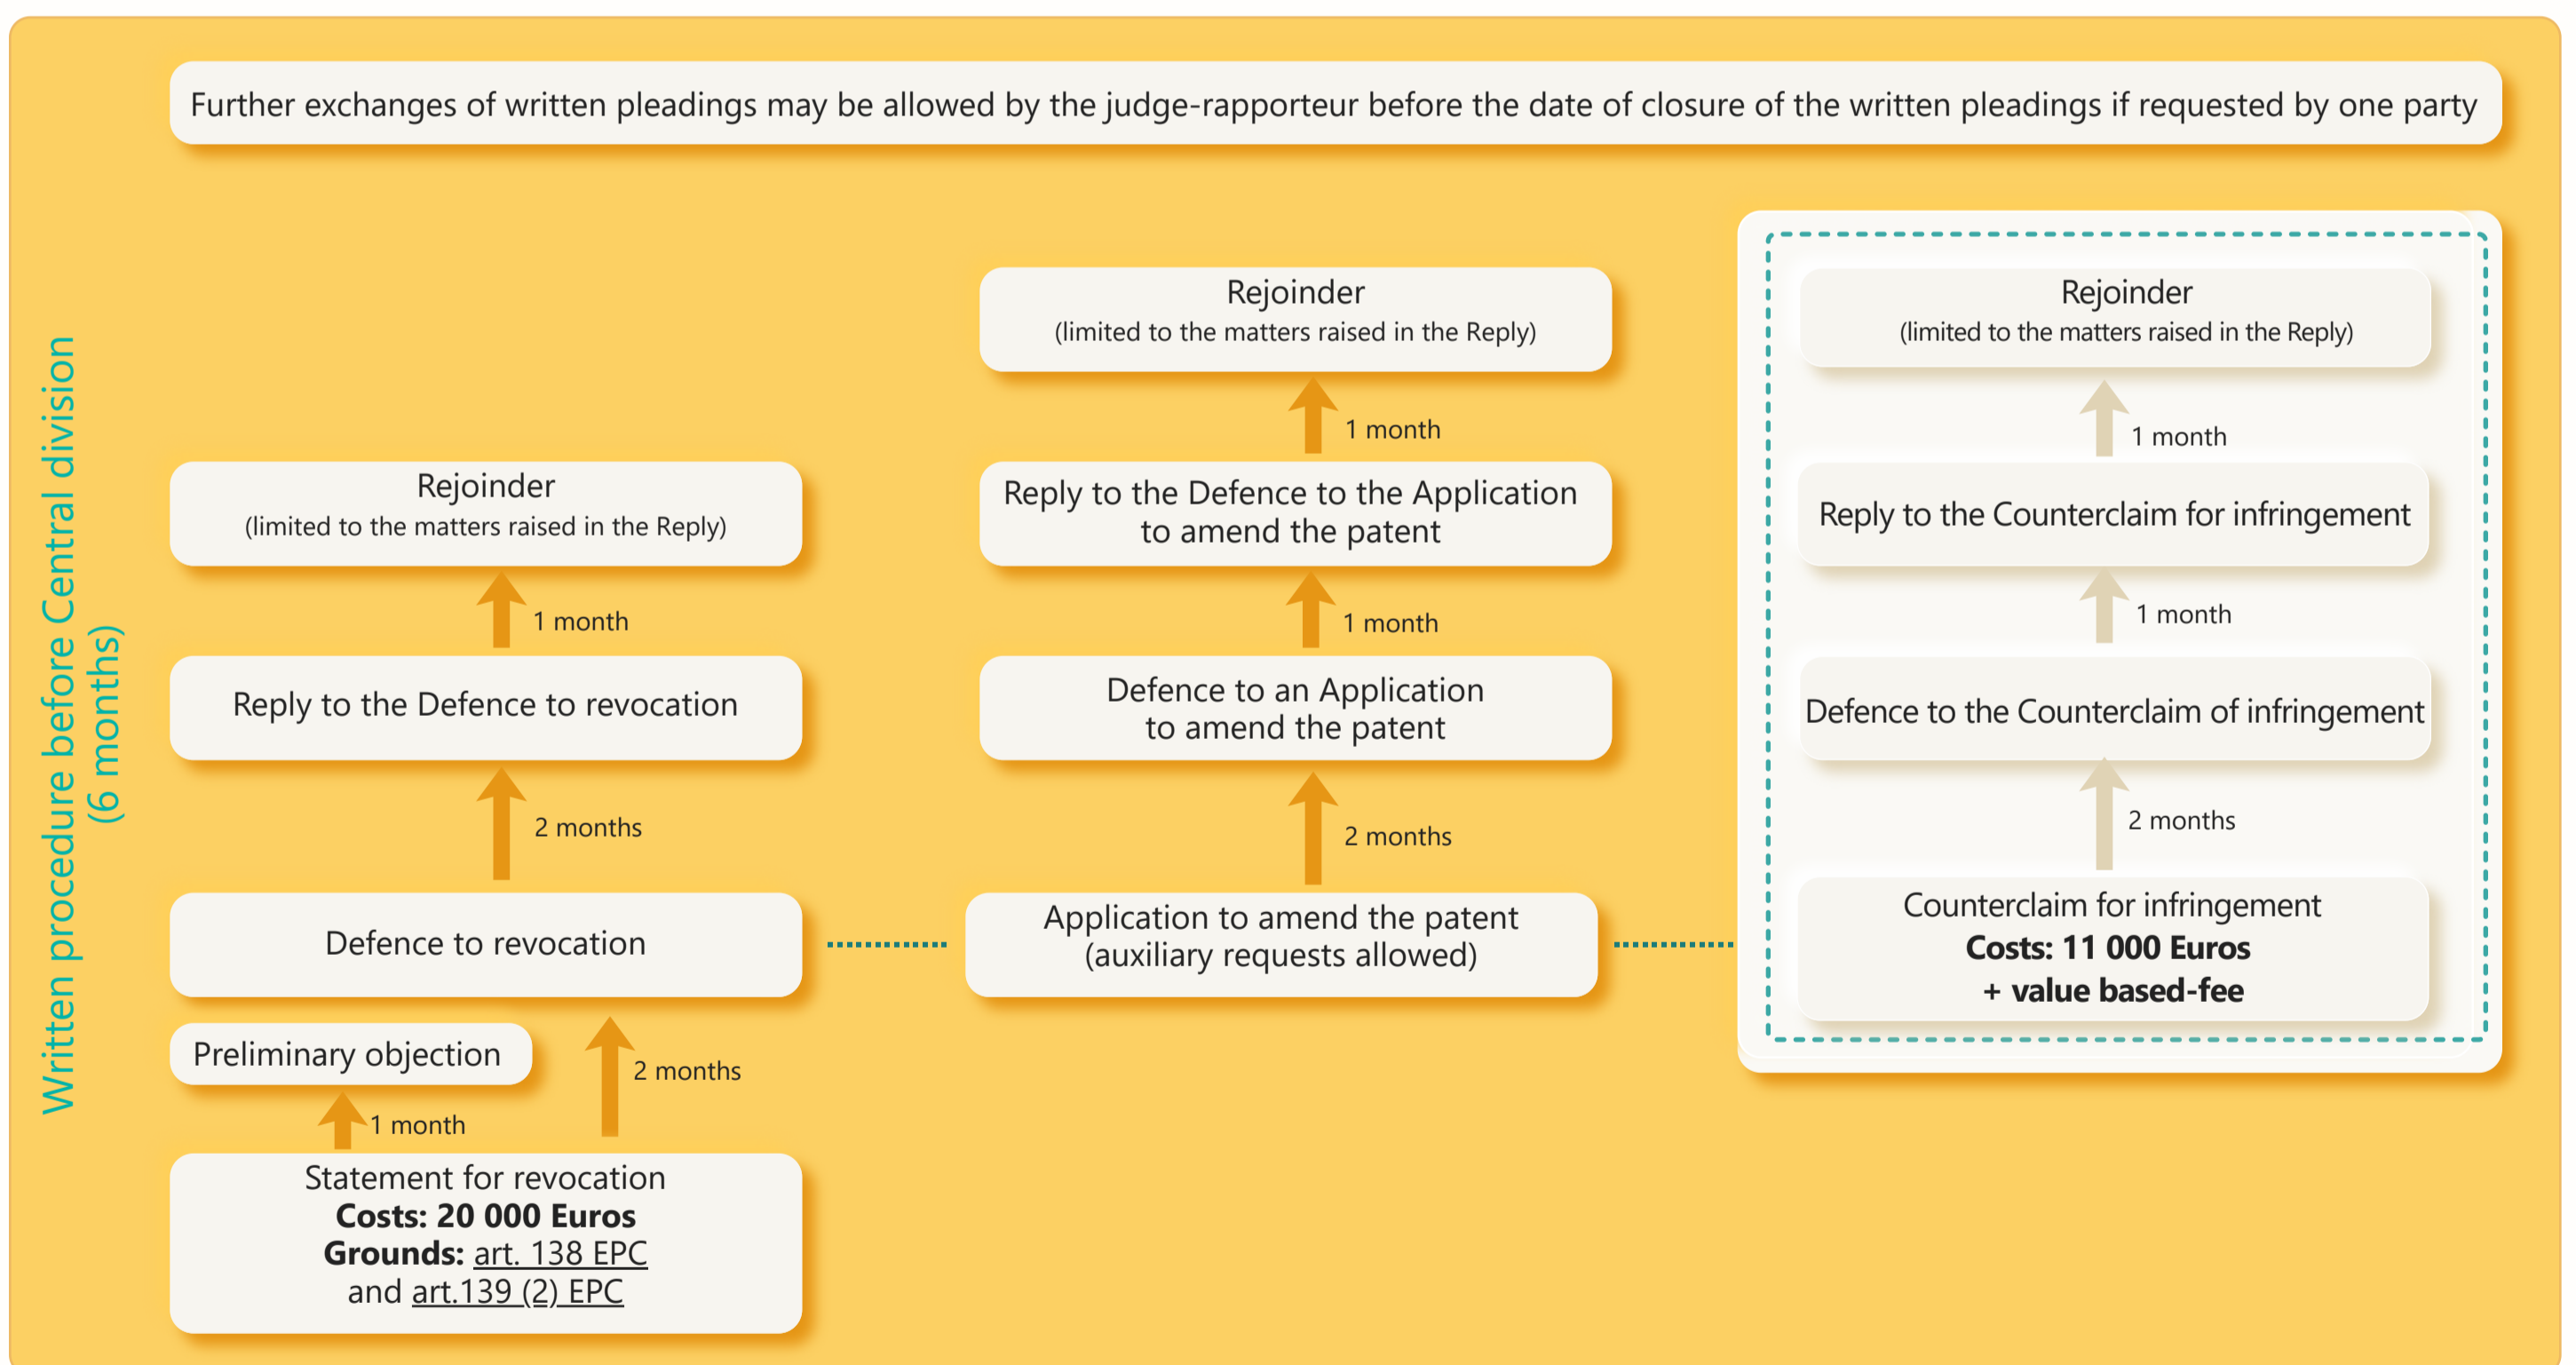 Further exchanges of written pleadings may be allowed by the judge-rapporteur before the date of closure of the written pleadings if requested by one party
Written procedure before Central division
(6 months)
Rejoinder
(limited to the matters raised in the Reply)
1 month
Reply to the Defence to revocation
2 months
Defence to revocation
Preliminary objection
1 month
2 months
Statement for revocation
Costs: 20 000 Euros
Grounds: art. 138 EPC
and art.139 (2) EPC
Rejoinder
(limited to the matters raised in the Reply)
1 month
Reply to the Defence to the Application
to amend the patent
1 month
Defence to an Application
to amend the patent
2 months
Application to amend the patent
(auxiliary requests allowed)
Rejoinder
(limited to the matters raised in the Reply)
1 month
Reply to the Counterclaim for infringement
1 month
Defence to the Counterclaim of infringement
2 months
Counterclaim for infringement
Costs: 11 000 Euros
+ value based-fee